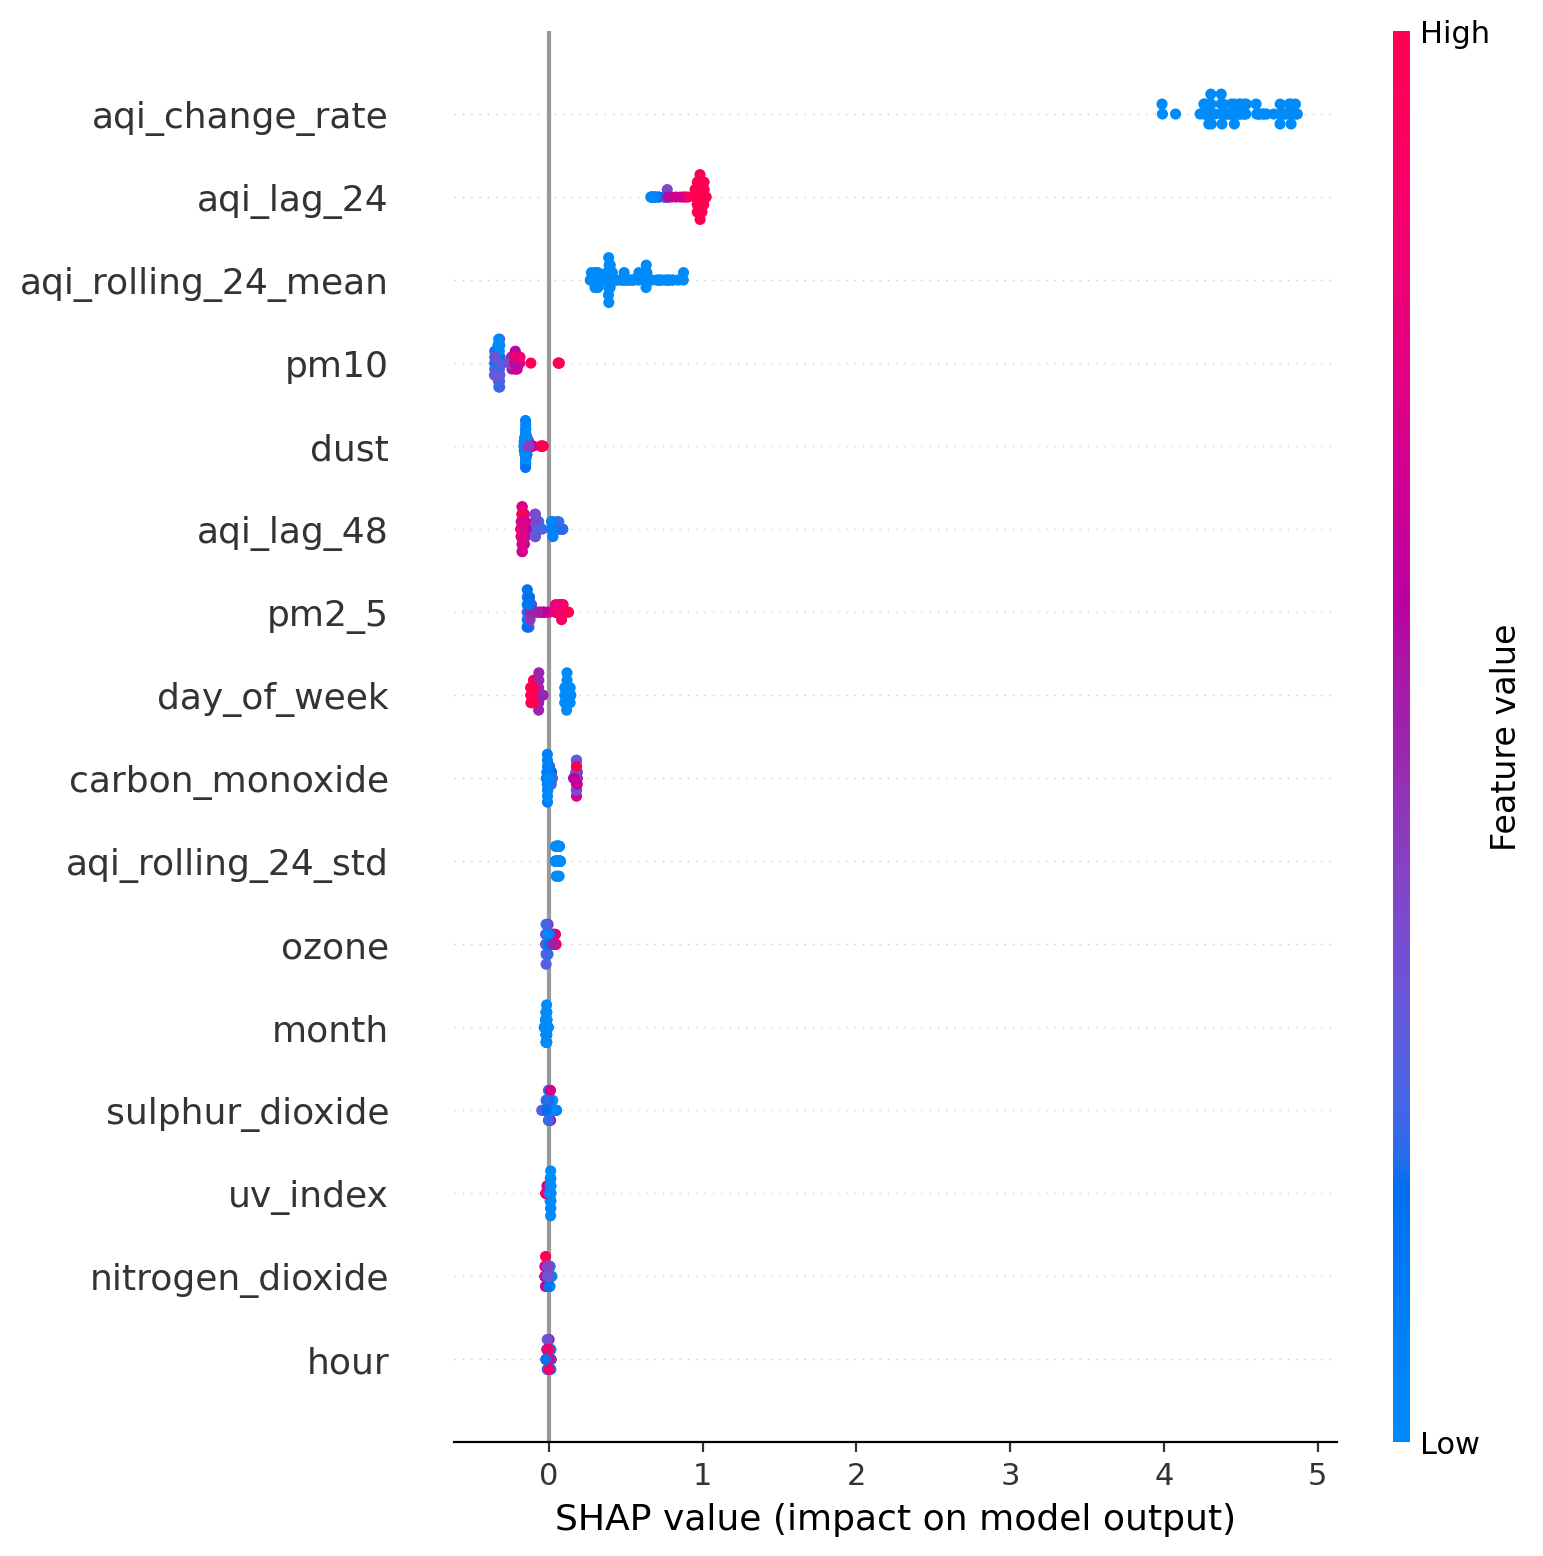 High
aqi_change_rate
aqi_lag_24
aqi_rolling_24_mean
pm10
dust
aqi_lag_48
pm2_5
day_of_week
carbon_monoxide
aqi_rolling_24_std
ozone
month
sulphur_dioxide
uv_index
nitrogen_dioxide
hour
Feature value
Low
0 1 2 3 4 5
SHAP value (impact on model output)